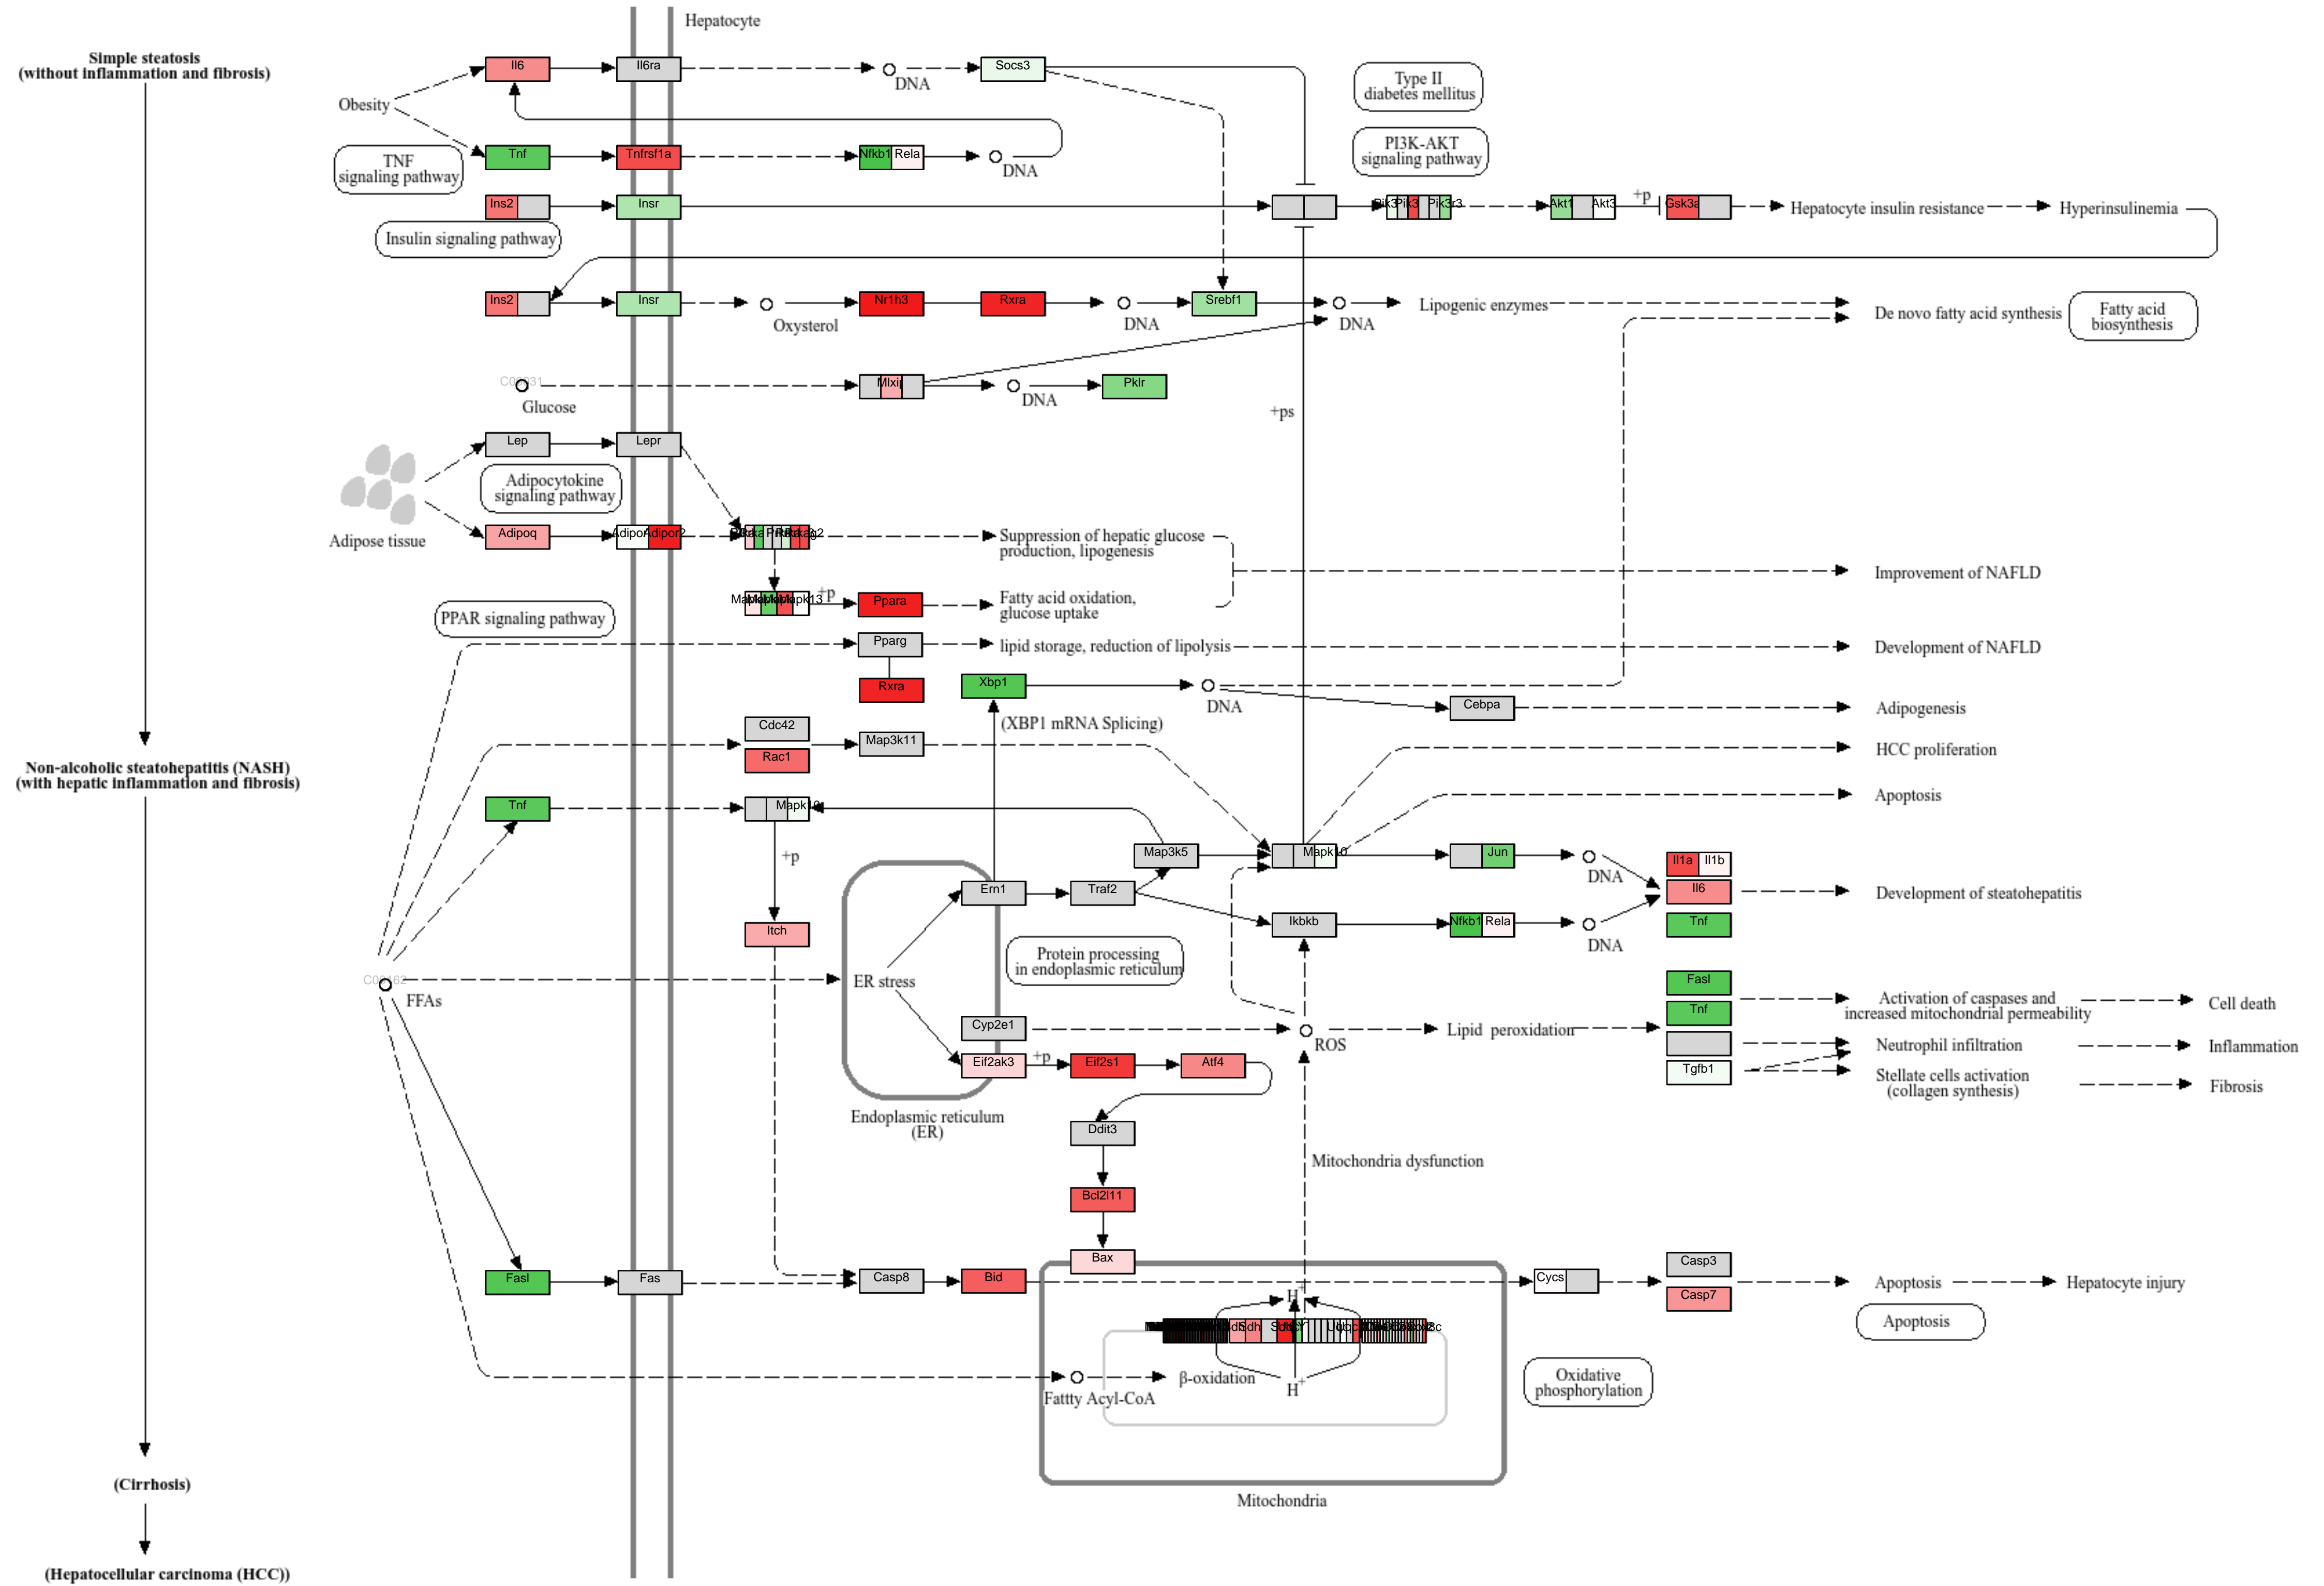 Hepatocyte
Simple steatosis
(without inflammation and fibrosis)
Il6
Il6ra
DNA
Socs3
Type II
diabetes mellitus
Obesity
TNF
signaling pathway
Tnf
Tnfrsf1a
Nfkb1
Rela
DNA
PI3K-AKT
signaling pathway
Ins2
Insr
Pik3r3
Akt1
Akt3
+p
Gsk3a
Hepatocyte insulin resistance
Hyperinsulinemia
Insulin signaling pathway
Ins2
Insr
Oxysterol
Nr1h3
Rxra
DNA
Srebf1
DNA
Lipogenic enzymes
De novo fatty acid synthesis
Fatty acid
biosynthesis
Glucose
Mlxip
DNA
Pklr
+ps
Lep
Lepr
Adipocytokine
signaling pathway
Adipose tissue
Adipoq
Adipor2
Suppression of hepatic glucose
production, lipogenesis
Improvement of NAFLD
Mapk13
+p
Ppara
Fatty acid oxidation,
glucose uptake
PPAR signaling pathway
Pparg
lipid storage, reduction of lipolysis
Development of NAFLD
Rxra
Xbp1
(XBP1 mRNA Splicing)
DNA
Cebpa
Adipogenesis
Cdc42
Rac1
Map3k11
HCC proliferation
Non-alcoholic steatohepatitis (NASH)
(with hepatic inflammation and fibrosis)
Tnf
Mapk10
Apoptosis
+p
Map3k5
Mapk10
Jun
DNA
Il1a
Il1b
Ern1
Traf2
Il6
Development of steatohepatitis
Itch
Ikbkb
Nfkb1
Rela
DNA
Tnf
Protein processing
in endoplasmic reticulum
ER stress
FFAs
Fasl
Tnf
Activation of caspases and
increased mitochondrial permeability
Cell death
Cyp2e1
ROS
Lipid peroxidation
Neutrophil infiltration
Inflammation
Eif2ak3
+p
Eif2s1
Atf4
Tgfb1
Stellate cells activation
(collagen synthesis)
Fibrosis
Endoplasmic reticulum
(ER)
Ddit3
Mitochondria dysfunction
Bcl2l11
Bax
Fasl
Fas
Casp8
Bid
Cycs
Casp3
Casp7
Apoptosis
Hepatocyte injury
Apoptosis
H+
Fattty Acyl-CoA
β-oxidation
H+
Oxidative
phosphorylation
Mitochondria
(Cirrhosis)
(Hepatocellular carcinoma (HCC))